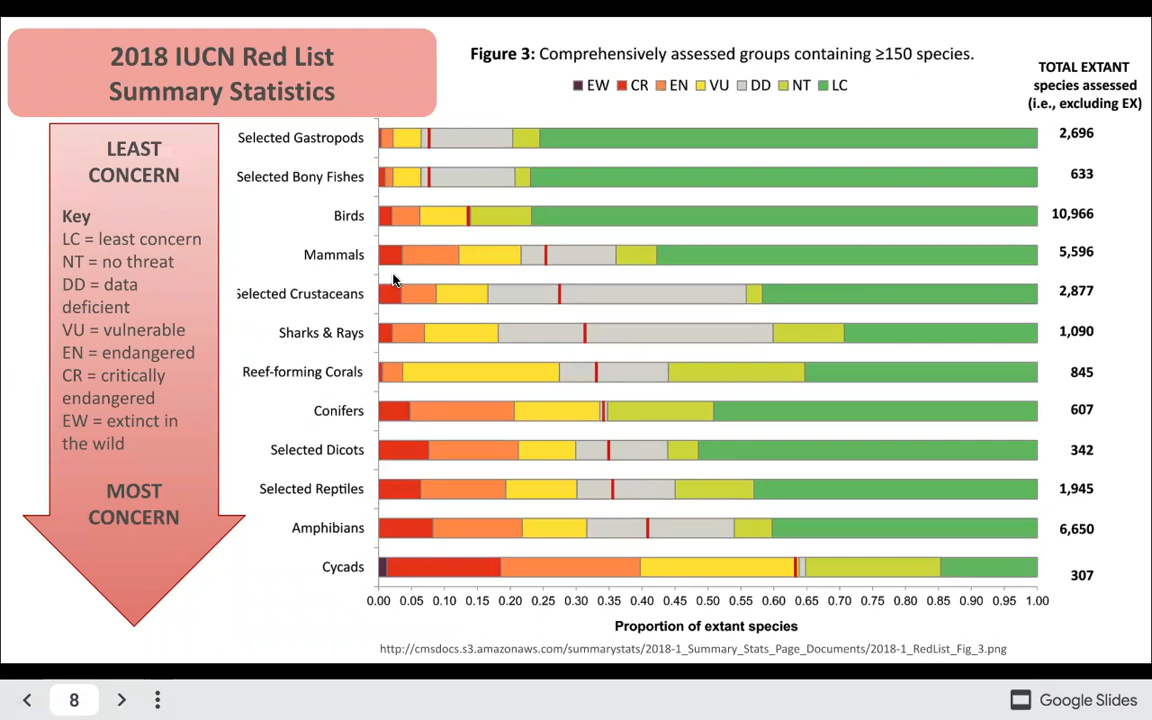 2018 IUCN Red List
Summary Statistics
Figure 3: Comprehensively assessed groups containing ≥150 species.
EW CR EN VU DD NT LC
TOTAL EXTANT
species assessed
(i.e., excluding EX)
LEAST
CONCERN
Key
LC = least concern
NT = no threat
DD = data
deficient
VU = vulnerable
EN = endangered
CR = critically
endangered
EW = extinct in
the wild
MOST
CONCERN
Selected Gastropods 2,696
Selected Bony Fishes 633
Birds 10,966
Mammals 5,596
Selected Crustaceans 2,877
Sharks & Rays 1,090
Reef-forming Corals 845
Conifers 607
Selected Dicots 342
Selected Reptiles 1,945
Amphibians 6,650
Cycads 307
0.00 0.05 0.10 0.15 0.20 0.25 0.30 0.35 0.40 0.45 0.50 0.55 0.60 0.65 0.70 0.75 0.80 0.85 0.90 0.95 1.00
Proportion of extant species
http://cmsdocs.s3.amazonaws.com/summarystats/2018-1_Summary_Stats_Page_Documents/2018-1_RedList_Fig_3.png
8
Google Slides